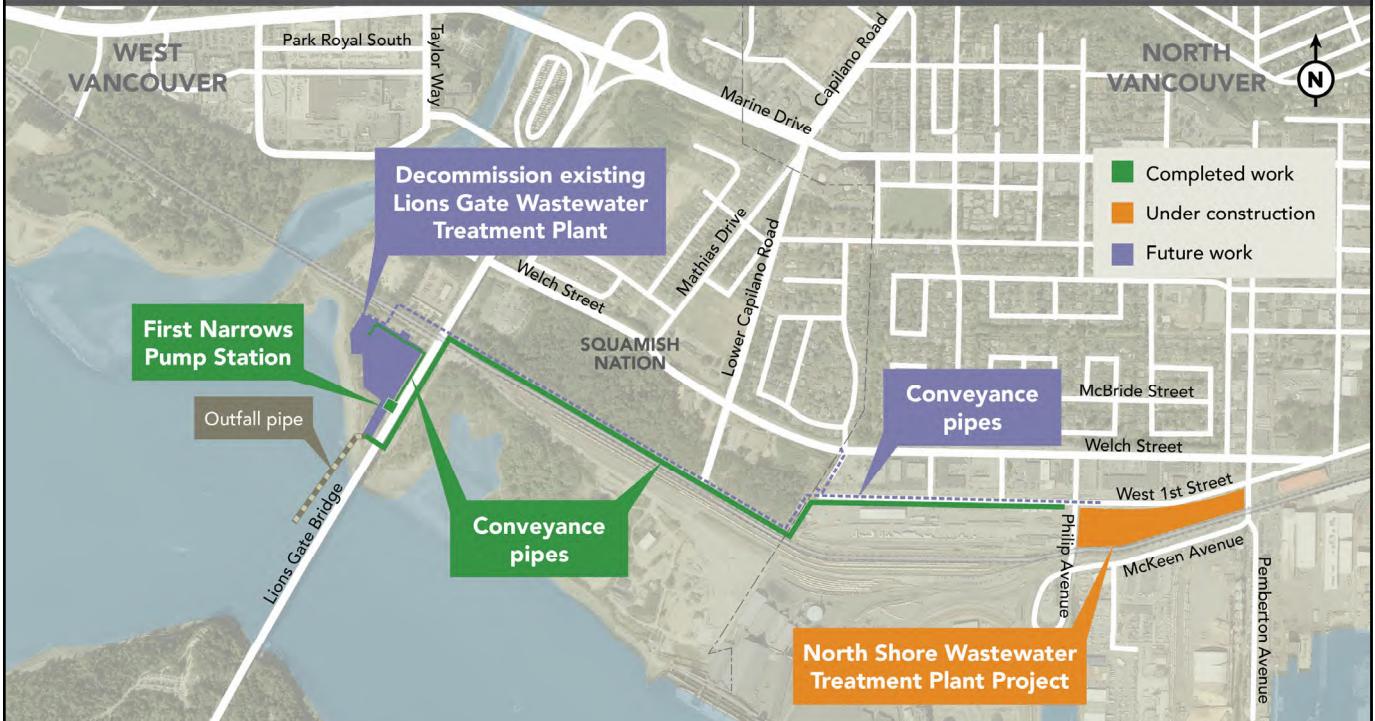 WEST
VANCOUVER
Park Royal South
Taylor Way
Capilano Road
Marine Drive
NORTH
VANCOUVER
N
Completed work
Under construction
Future work
Decommission existing
Lions Gate Wastewater
Treatment Plant
Mathias Drive
Lower Capilano Road
Welch Street
SQUAMISH
NATION
First Narrows
Pump Station
Outfall pipe
Lions Gate Bridge
Conveyance
pipes
McBride Street
Conveyance
pipes
Welch Street
West 1st Street
Philip Avenue
McKeen Avenue
Pemberton Avenue
North Shore Wastewater
Treatment Plant Project